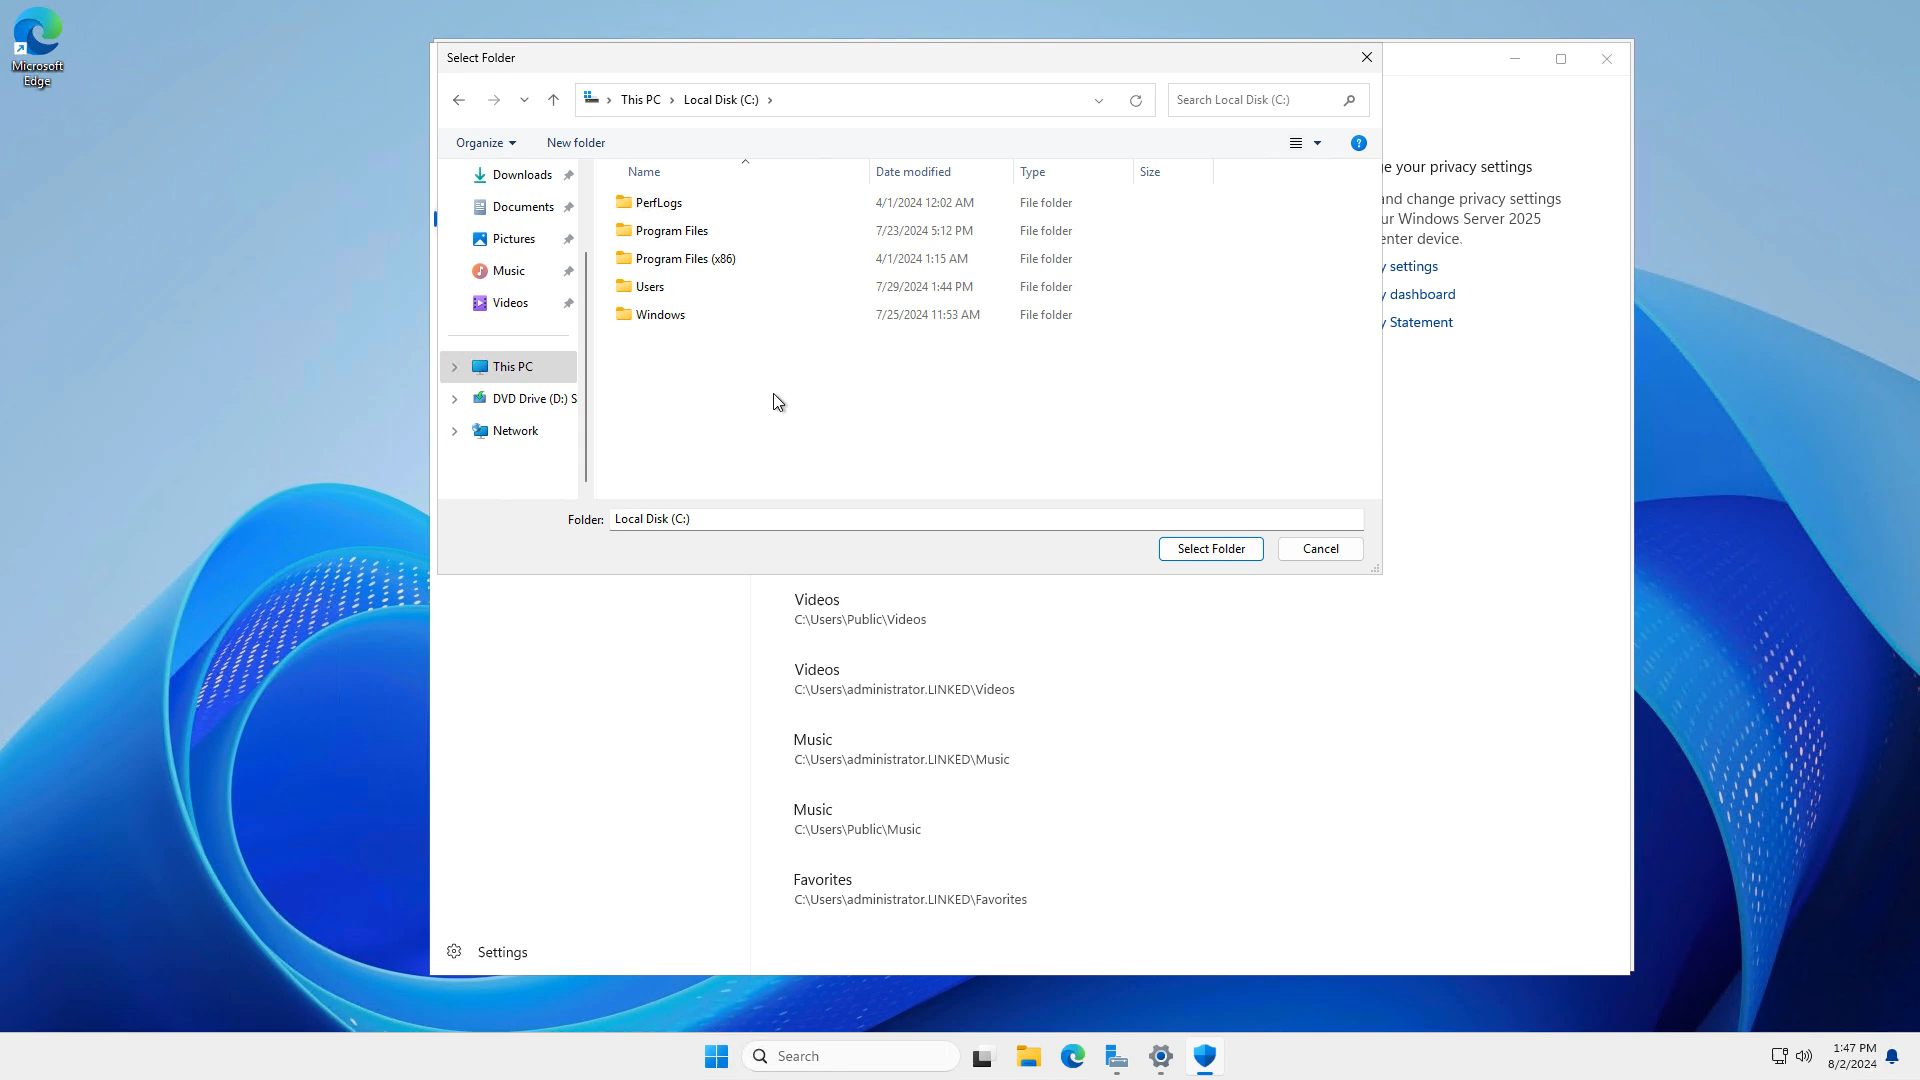 Microsoft
Edge
Select Folder
This PC
Local Disk (C:)
Search Local Disk (C:)
Organize
New folder
Downloads
Documents
Pictures
Music
Videos
This PC
DVD Drive (D:) S
Network
Name
Date modified
Type
Size
PerfLogs
4/1/2024 12:02 AM
File folder
Program Files
7/23/2024 5:12 PM
File folder
Program Files (x86)
4/1/2024 1:15 AM
File folder
Users
7/29/2024 1:44 PM
File folder
Windows
7/25/2024 11:53 AM
File folder
Folder:
Local Disk (C:)
Select Folder
Cancel
e your privacy settings
and change privacy settings
ur Windows Server 2025
enter device.
y settings
y dashboard
y Statement
Videos
C:\Users\Public\Videos
Videos
C:\Users\administrator.LINKED\Videos
Music
C:\Users\administrator.LINKED\Music
Music
C:\Users\Public\Music
Favorites
C:\Users\administrator.LINKED\Favorites
Settings
Search
1:47 PM
8/2/2024